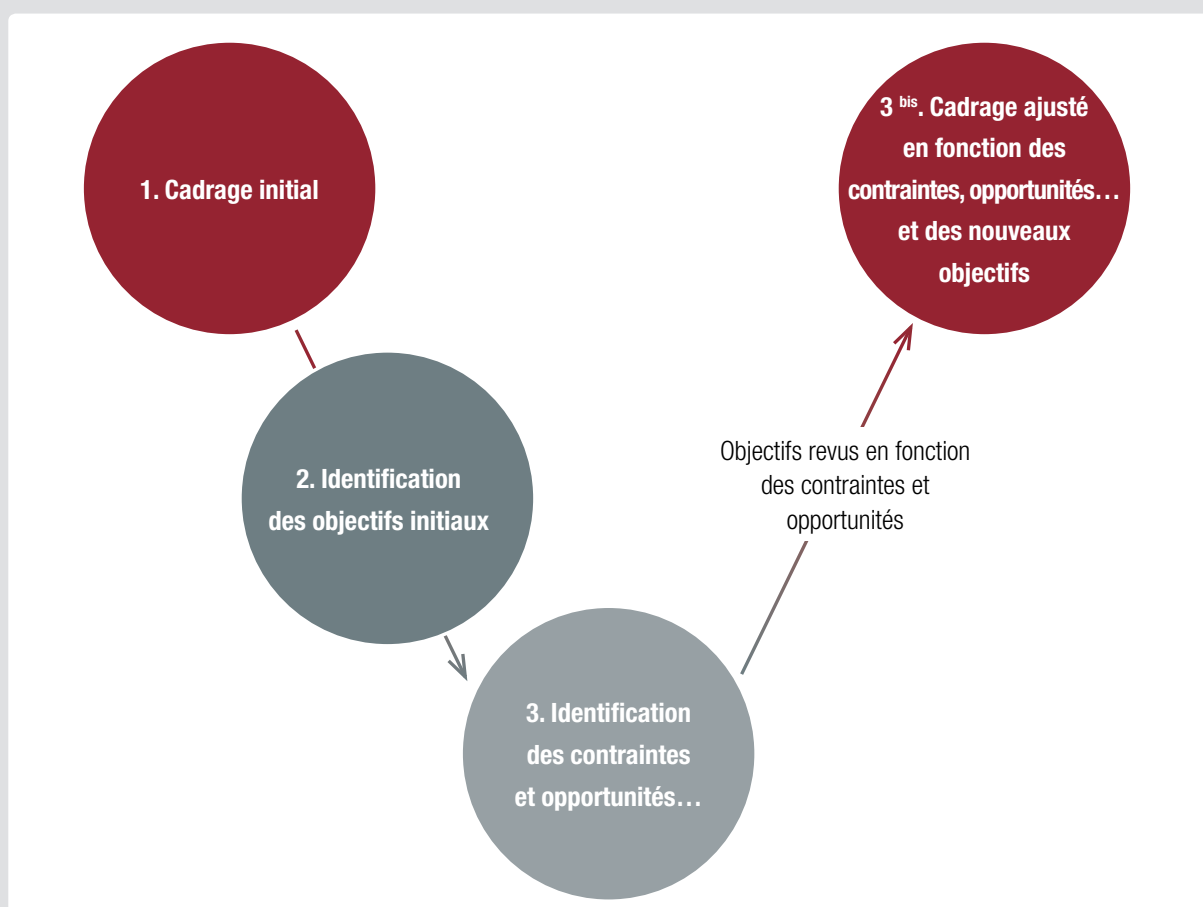 1. Cadrage initial
2. Identification
des objectifs initiaux
3. Identification
des contraintes
et opportunités…
Objectifs revus en fonction
des contraintes et
opportunités
3 bis. Cadrage ajusté
en fonction des
contraintes, opportunités…
et des nouveaux
objectifs